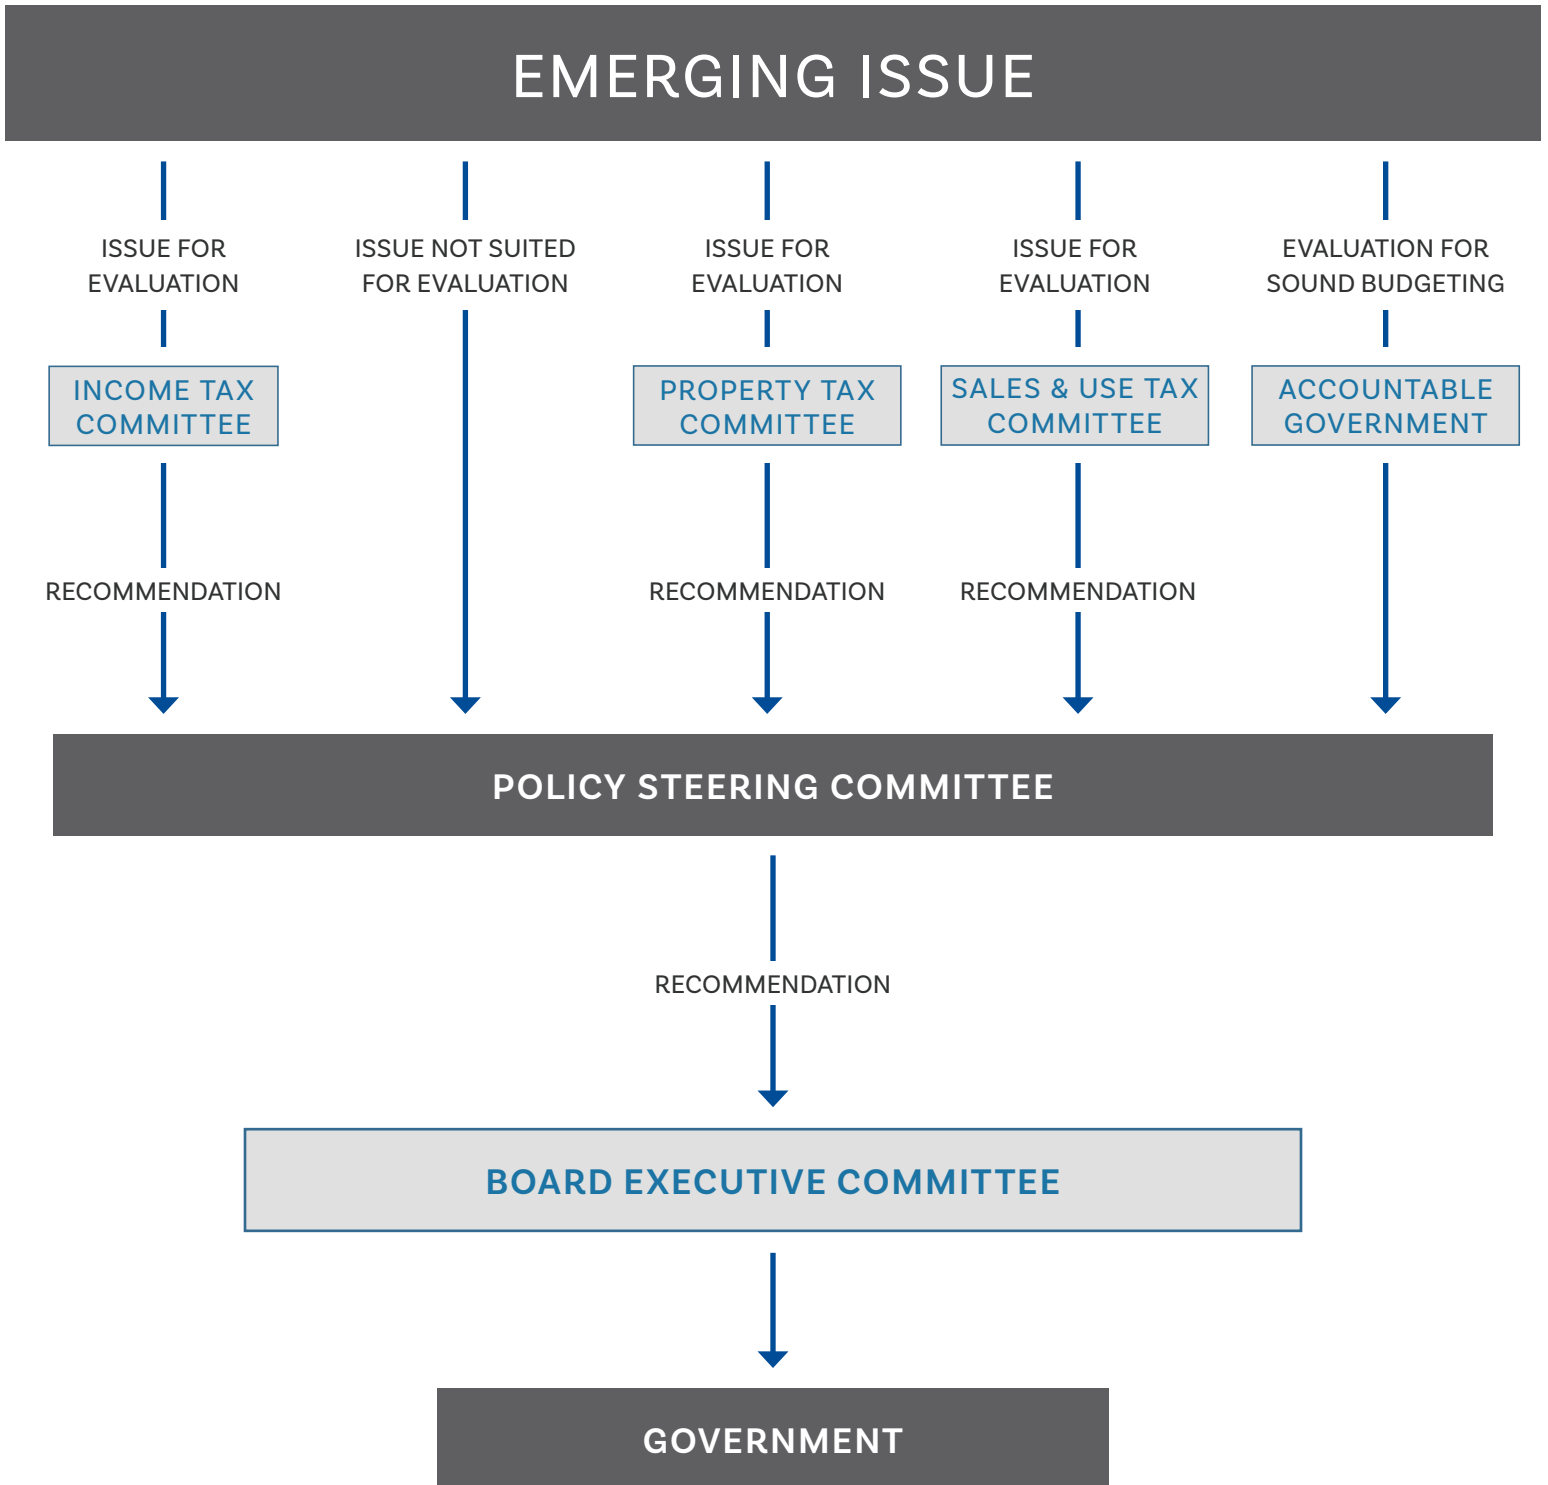 EMERGING ISSUE
ISSUE FOR
EVALUATION
ISSUE NOT SUITED
FOR EVALUATION
ISSUE FOR
EVALUATION
ISSUE FOR
EVALUATION
EVALUATION FOR
SOUND BUDGETING
INCOME TAX
COMMITTEE
PROPERTY TAX
COMMITTEE
SALES & USE TAX
COMMITTEE
ACCOUNTABLE
GOVERNMENT
RECOMMENDATION
RECOMMENDATION
RECOMMENDATION
POLICY STEERING COMMITTEE
RECOMMENDATION
BOARD EXECUTIVE COMMITTEE
GOVERNMENT